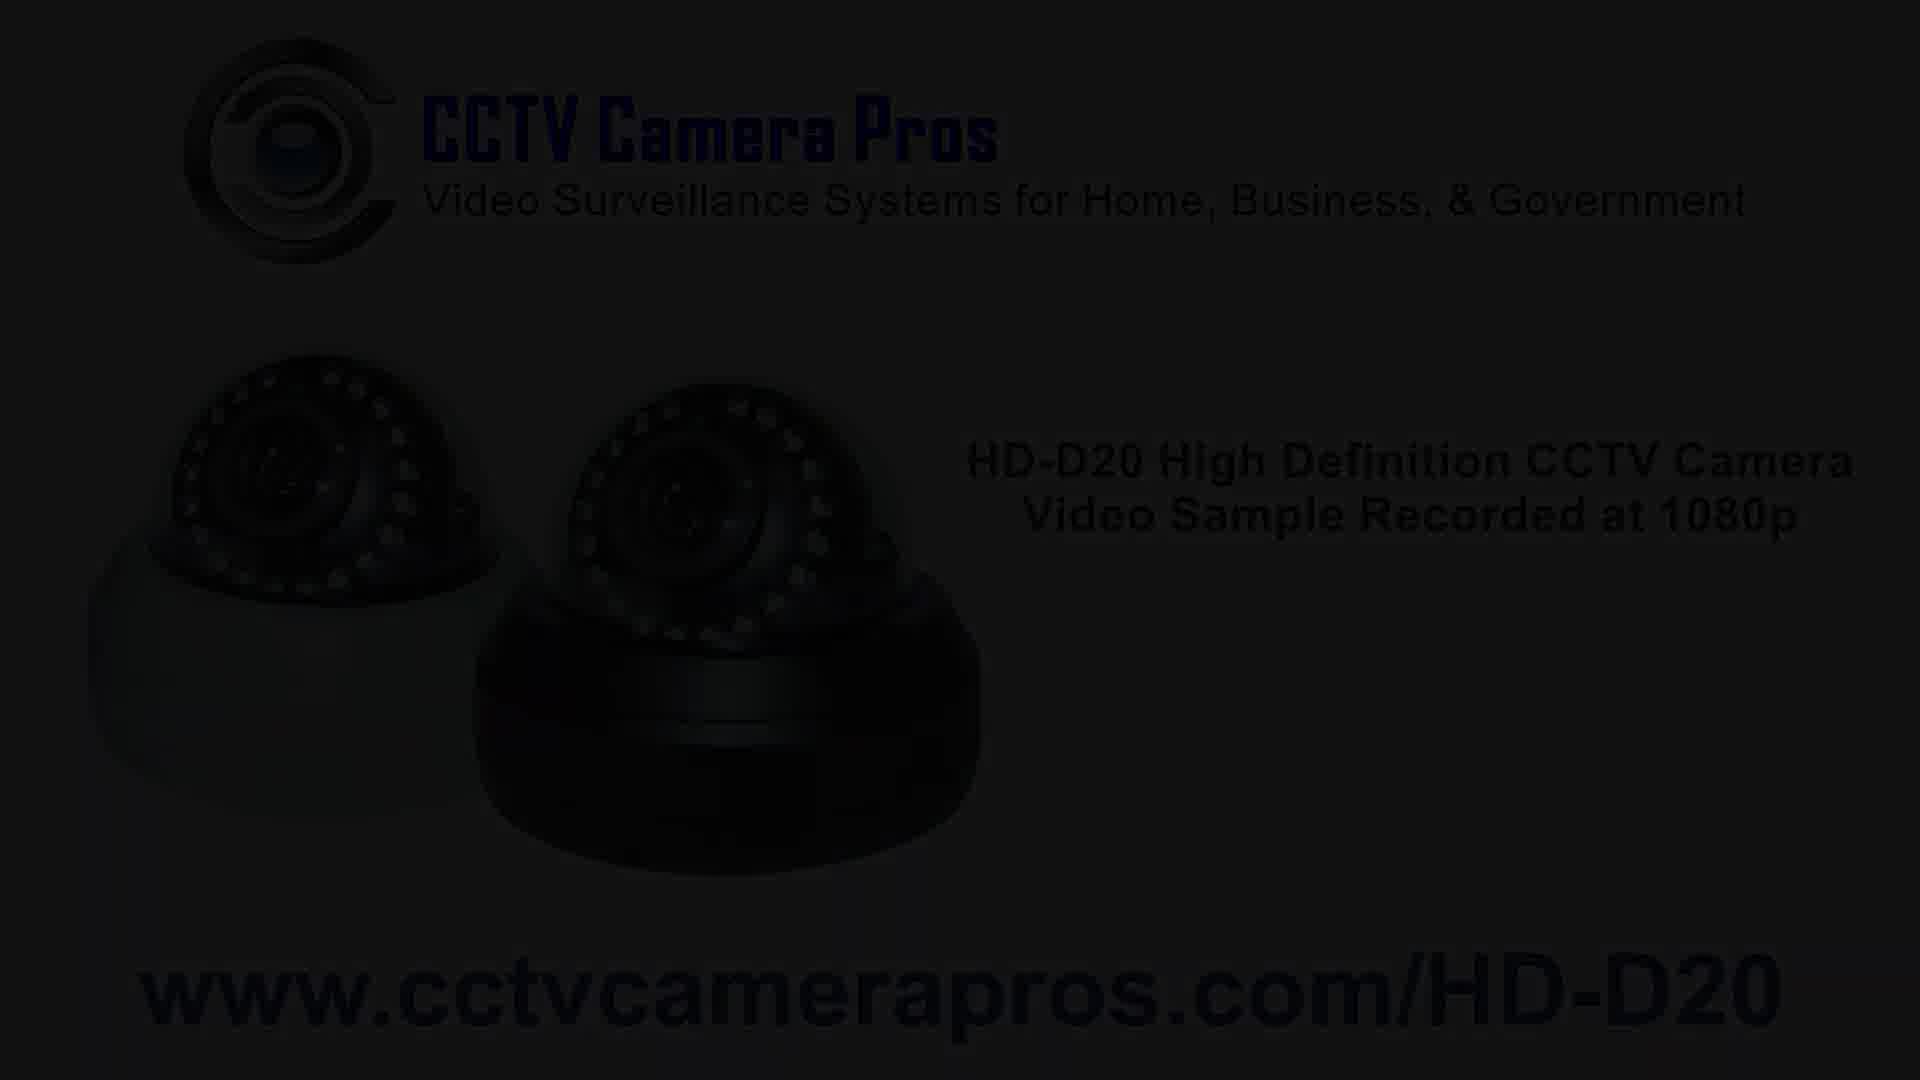 CCTV Camera Pros
Video Surveillance Systems for Home, Business, & Government
HD-D20 High Definition CCTV Camera
Video Sample Recorded at 1080p
www.cctvcamerapros.com/HD-D20